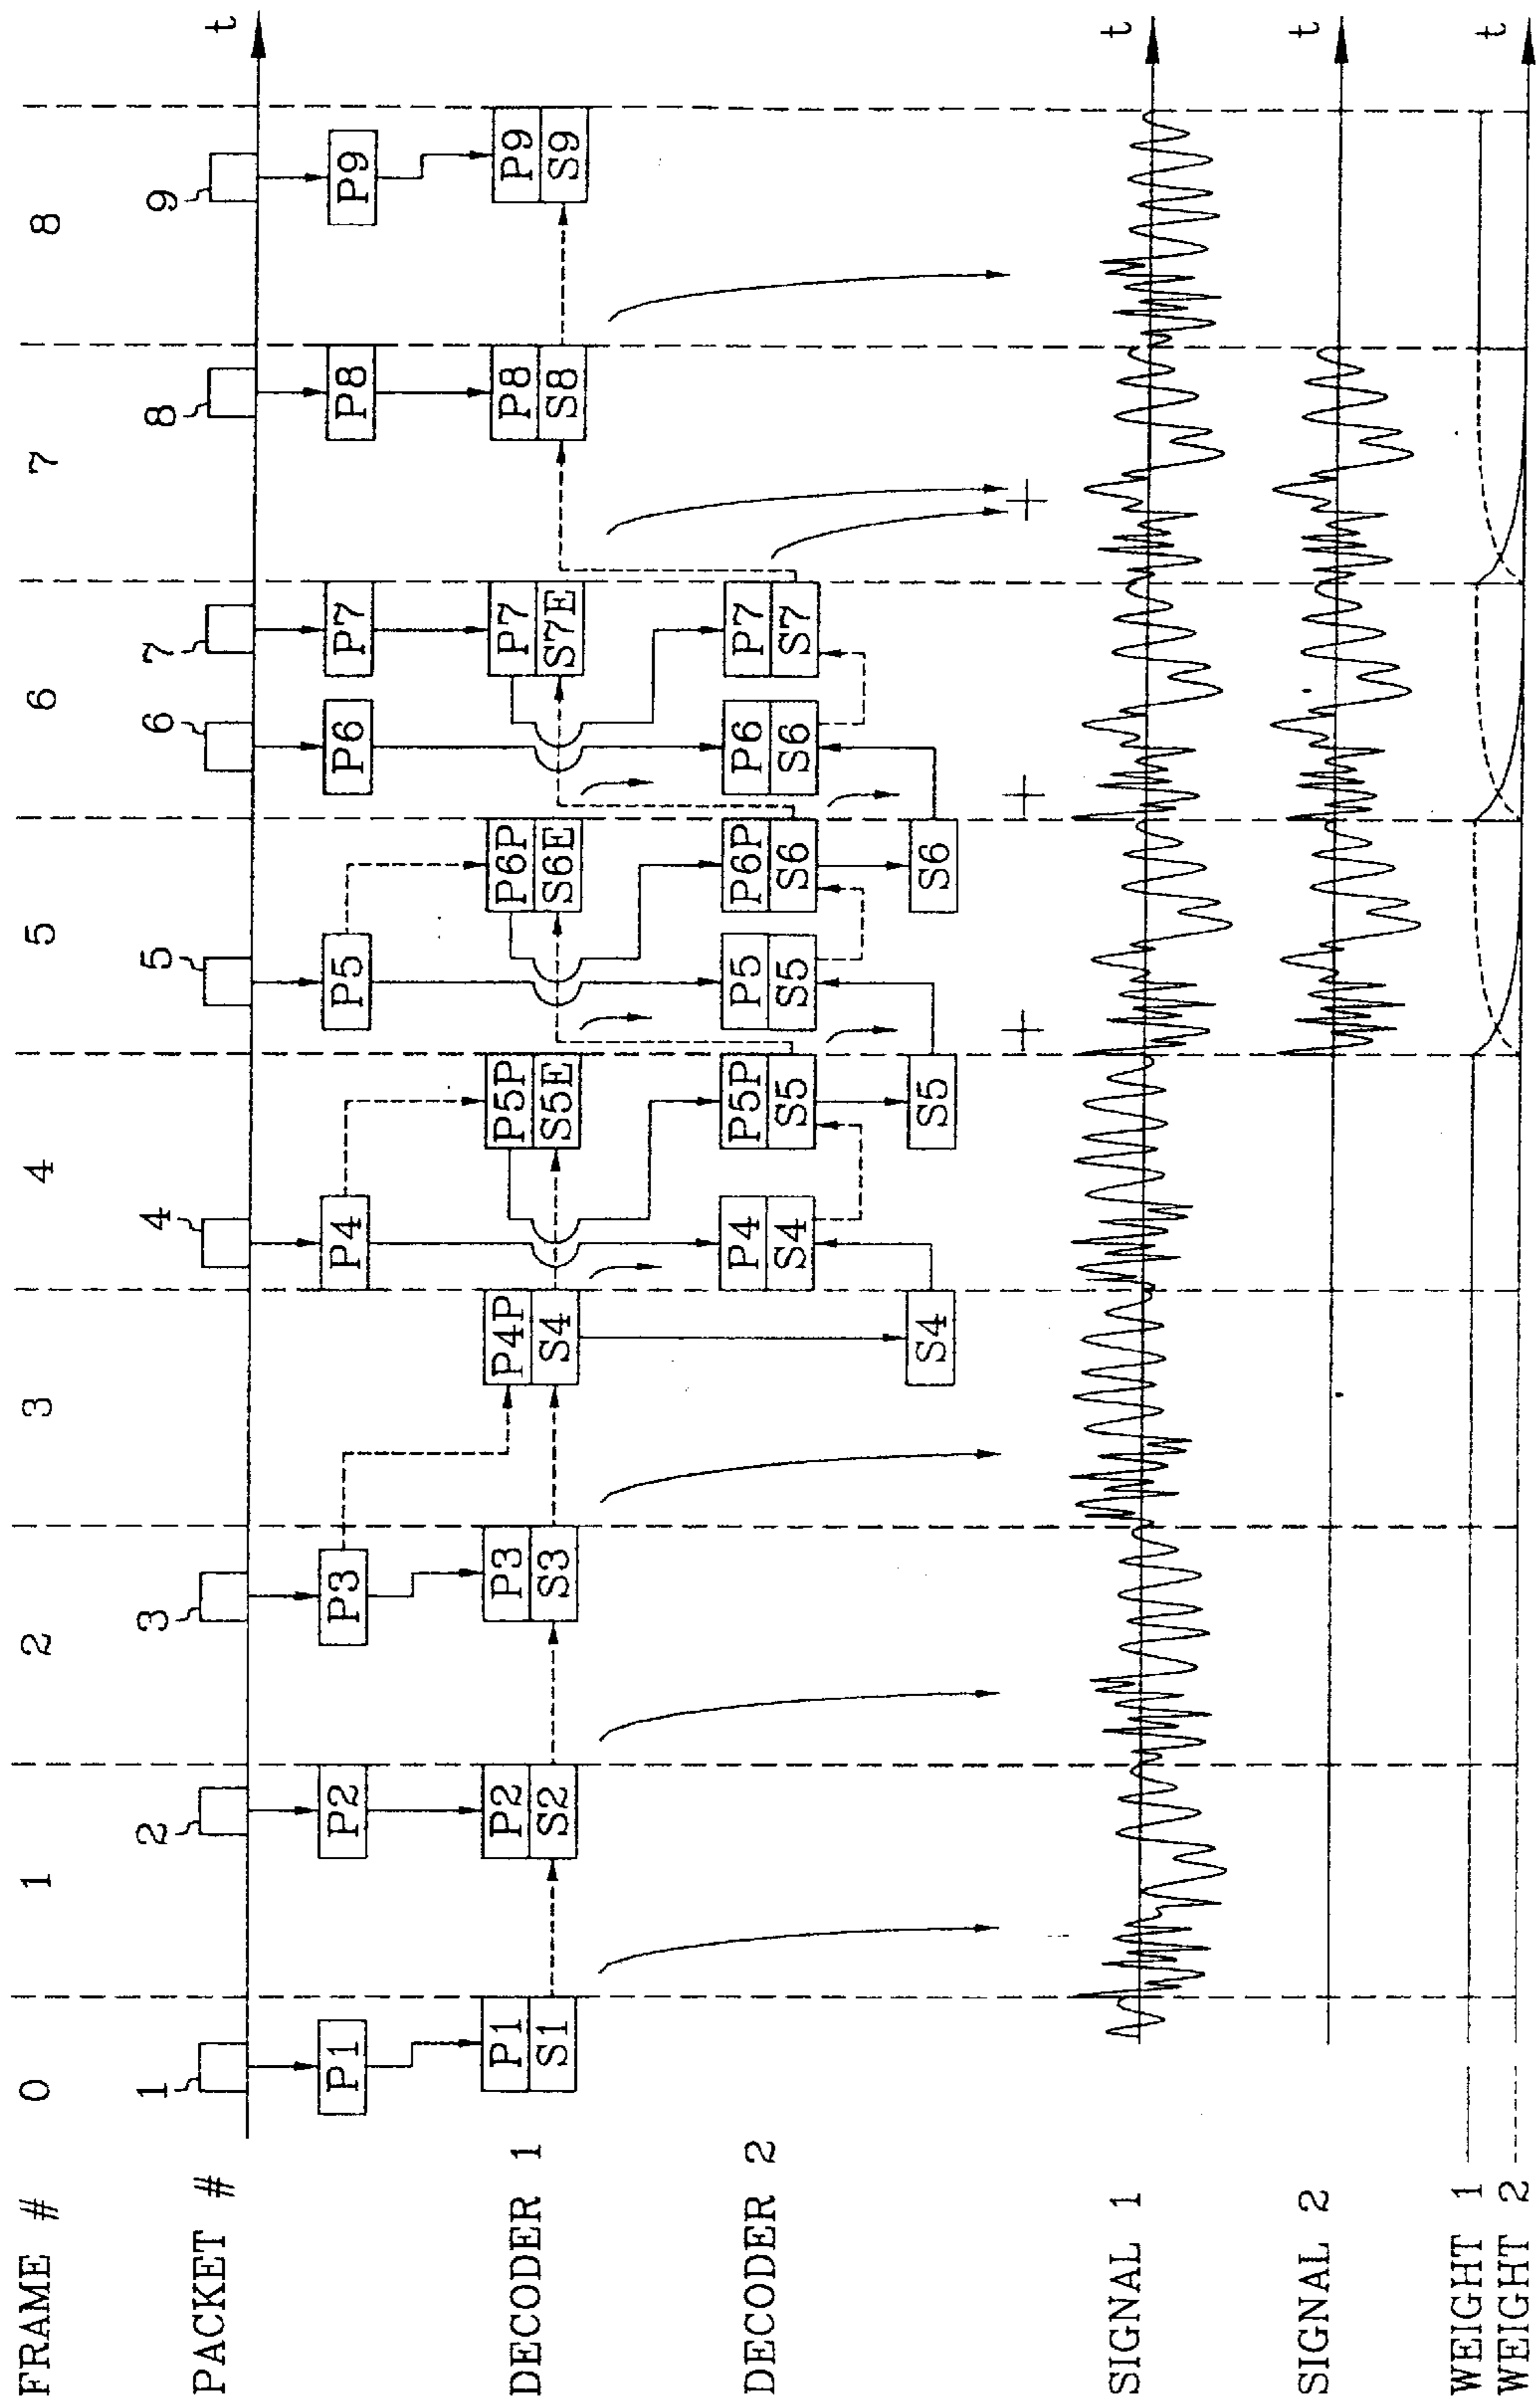 FRAME # 0 1 2 3 4 5 6 7 8
PACKET # 1 2 3 4 5 6 7 8 9 t
P1 P2 P3 P4 P5 P6 P7 P8 P9
DECODER 1
P1 P2 P3 P4P P5P P6P P7 P8 P9
S1 S2 S3 S4 S5E S6E S7E S8 S9
DECODER 2
P4 P5P P5 P6P P6 P7
S4 S5 S5 S6 S6 S7
S4 S5 S6
+ + +
SIGNAL 1 t
SIGNAL 2 t
WEIGHT 1
WEIGHT 2 t